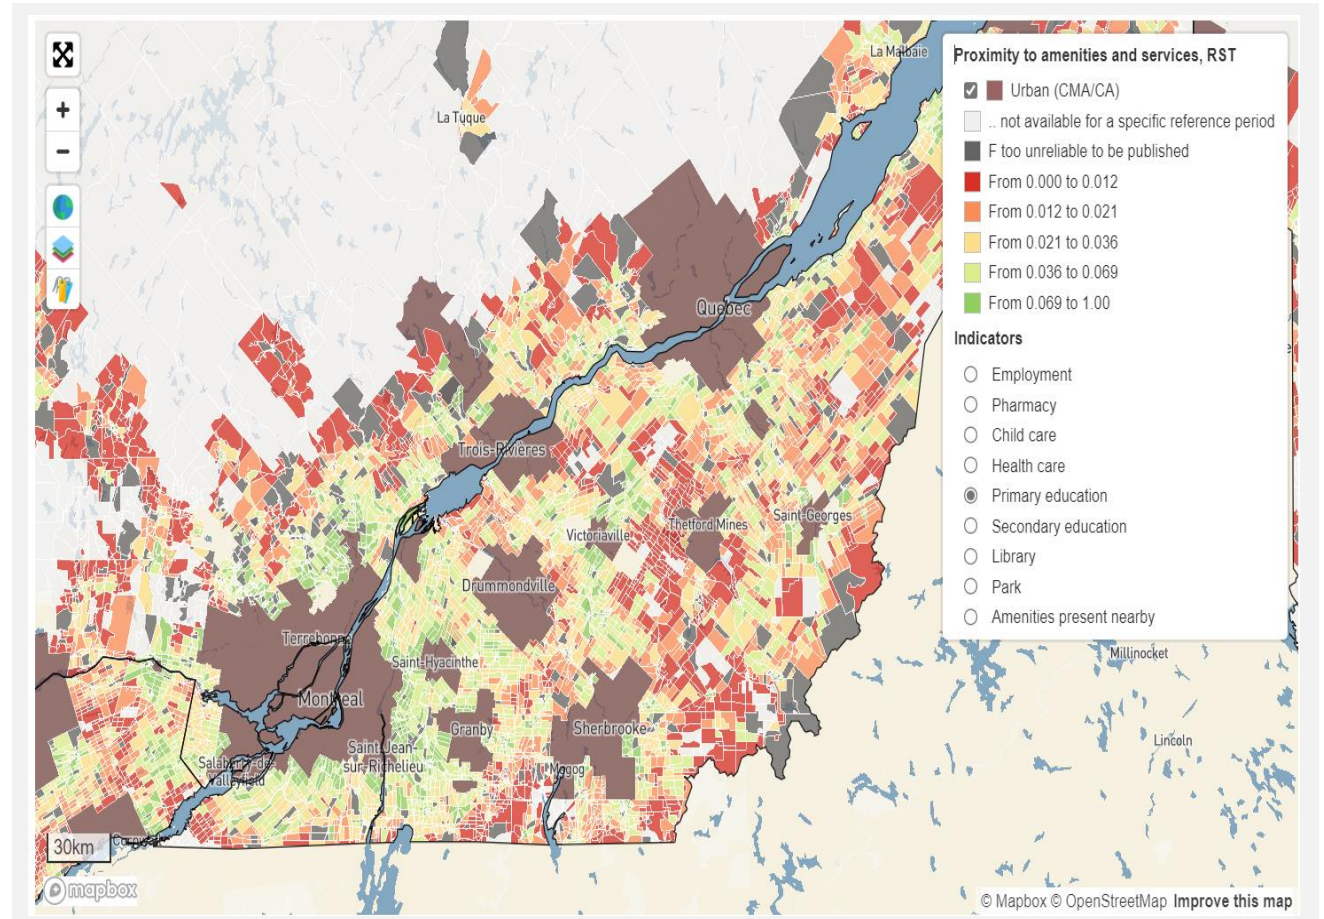 Proximity to amenities and services, RST
Urban (CMA/CA)
.. not available for a specific reference period
F too unreliable to be published
From 0.000 to 0.012
From 0.012 to 0.021
From 0.021 to 0.036
From 0.036 to 0.069
From 0.069 to 1.00
Indicators
Employment
Pharmacy
Child care
Health care
Primary education
Secondary education
Library
Park
Amenities present nearby
+
−
La Malbaie
La Tuque
Québec
Trois-Rivières
Victoriaville
Thetford Mines
Saint-Georges
Drummondville
Terrebonne
Saint-Hyacinthe
Montréal
Granby
Sherbrooke
Saint-Jean-
sur-Richelieu
Salaberry-de-
Valleyfield
Magog
Millinocket
Lincoln
30km
mapbox
© Mapbox © OpenStreetMap Improve this map